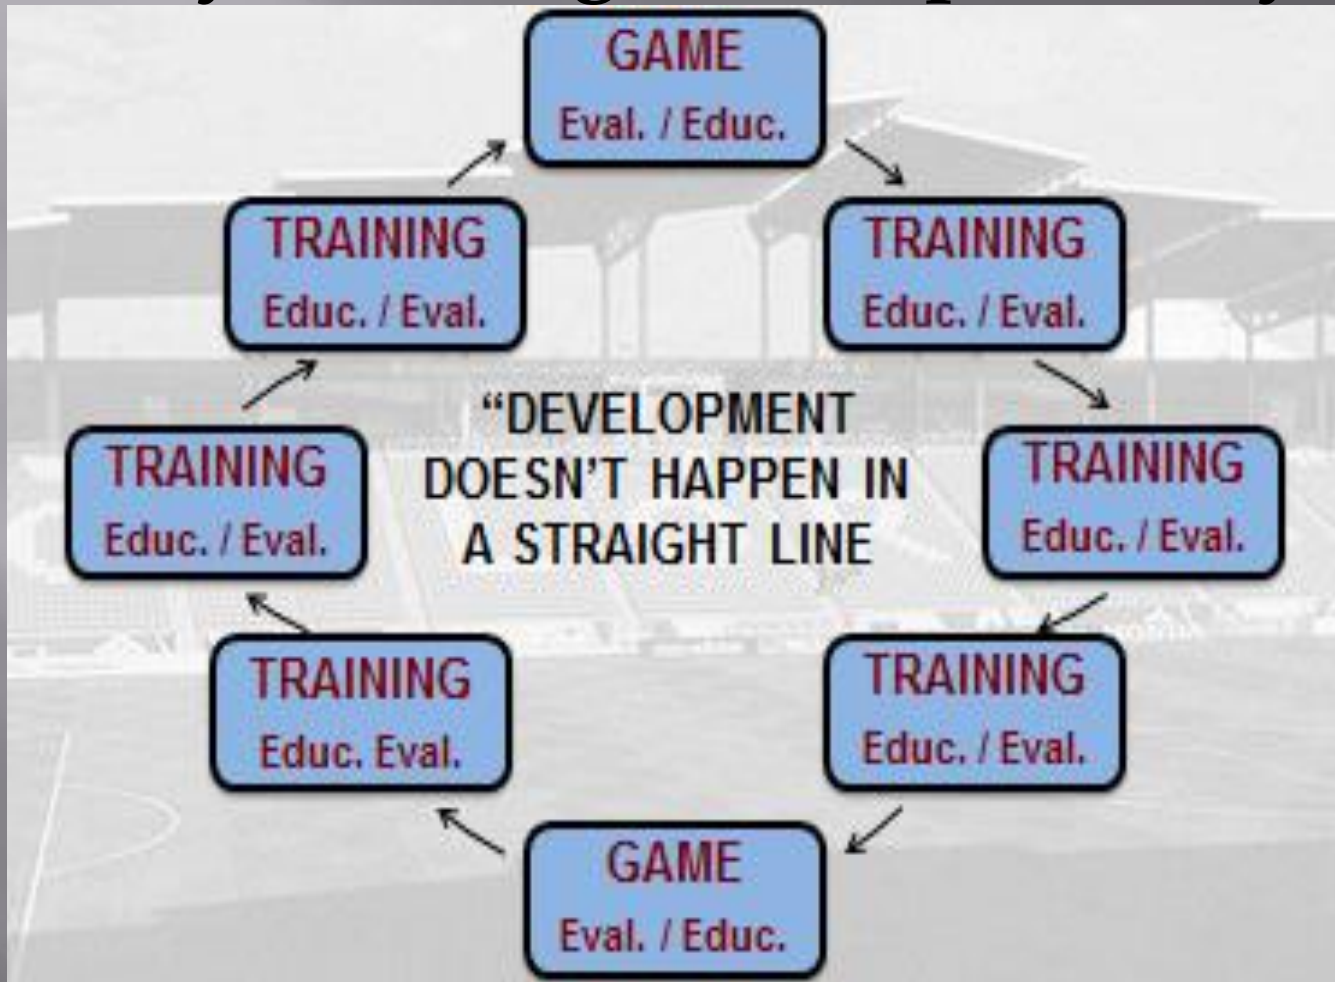 GAME
Eval. / Educ.
TRAINING
Educ. / Eval.
TRAINING
Educ. / Eval.
“DEVELOPMENT
DOESN’T HAPPEN IN
A STRAIGHT LINE
TRAINING
Educ. / Eval.
TRAINING
Educ. / Eval.
TRAINING
Educ. Eval.
TRAINING
Educ. / Eval.
GAME
Eval. / Educ.